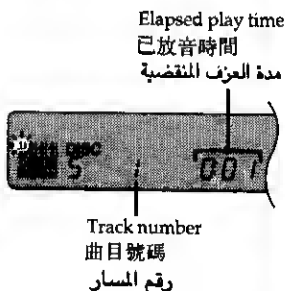 Elapsed play time
已放音時間
مدة العزف المنقضية
DISC
5 1 001
Track number
曲目號碼
رقم المسار